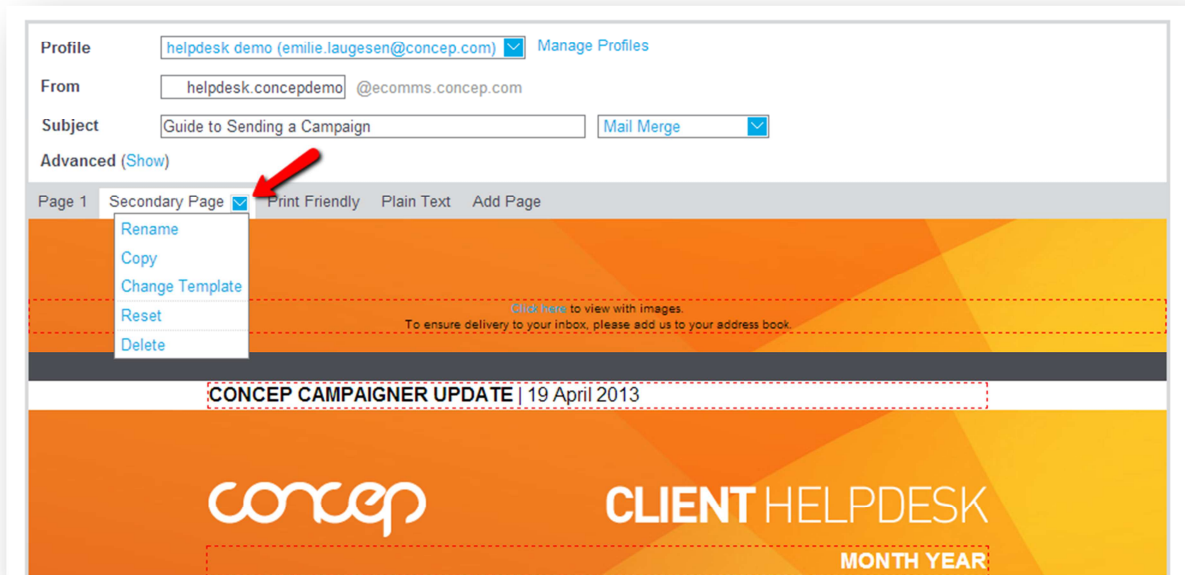 Profile helpdesk demo (emilie.laugesen@concep.com) Manage Profiles
From helpdesk.concepdemo @ecomms.concep.com
Subject Guide to Sending a Campaign Mail Merge
Advanced (Show)
Page 1 Secondary Page Print Friendly Plain Text Add Page
Rename
Copy
Change Template
Reset
Delete
Click here to view with images.
To ensure delivery to your inbox, please add us to your address book.
CONCEP CAMPAIGNER UPDATE | 19 April 2013
concep CLIENT HELPDESK
MONTH YEAR